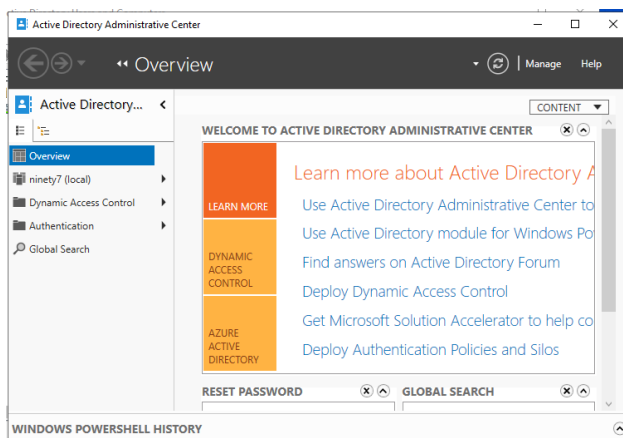 Active Directory Administrative Center
Overview
Manage
Help
Active Directory...
Overview
ninety7 (local)
Dynamic Access Control
Authentication
Global Search
CONTENT
WELCOME TO ACTIVE DIRECTORY ADMINISTRATIVE CENTER
LEARN MORE
DYNAMIC
ACCESS
CONTROL
AZURE
ACTIVE
DIRECTORY
Learn more about Active Directory A
Use Active Directory Administrative Center to
Use Active Directory module for Windows Po
Find answers on Active Directory Forum
Deploy Dynamic Access Control
Get Microsoft Solution Accelerator to help co
Deploy Authentication Policies and Silos
RESET PASSWORD
GLOBAL SEARCH
WINDOWS POWERSHELL HISTORY